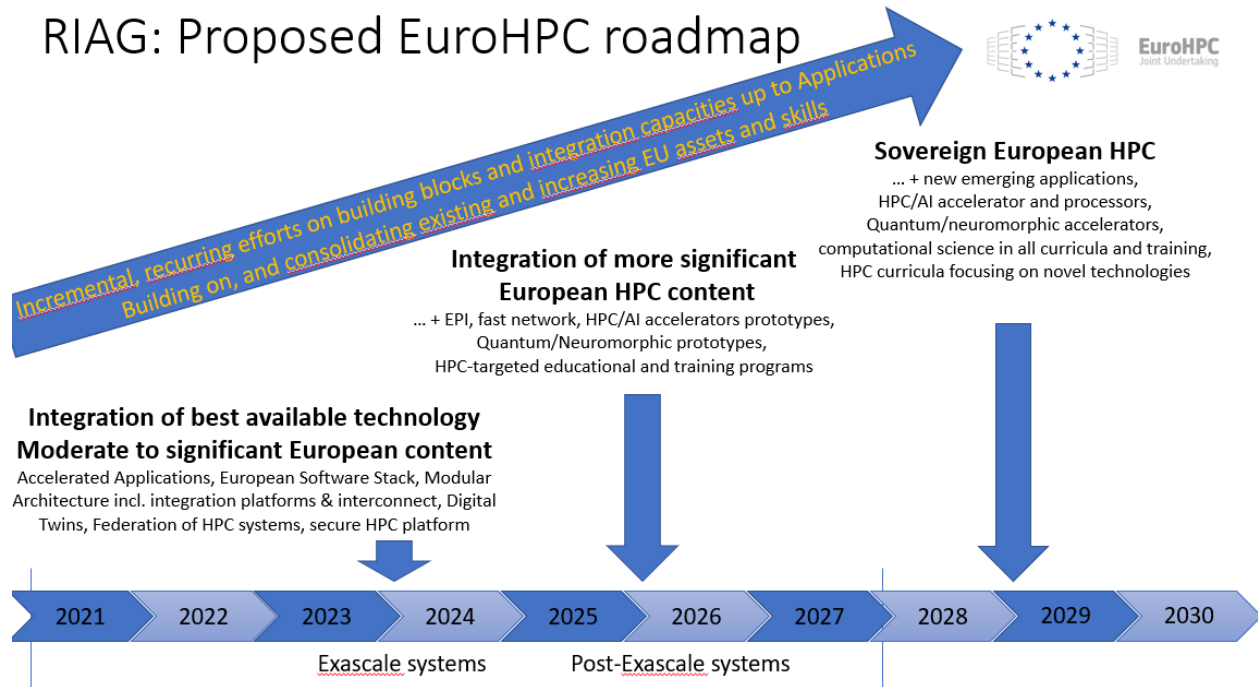 RIAG: Proposed EuroHPC roadmap
EuroHPC
Joint Undertaking
Incremental, recurring efforts on building blocks and integration capacities up to Applications
Building on, and consolidating existing and increasing EU assets and skills
Sovereign European HPC
... + new emerging applications,
HPC/AI accelerator and processors,
Quantum/neuromorphic accelerators,
computational science in all curricula and training,
HPC curricula focusing on novel technologies
Integration of more significant
European HPC content
... + EPI, fast network, HPC/AI accelerators prototypes,
Quantum/Neuromorphic prototypes,
HPC-targeted educational and training programs
Integration of best available technology
Moderate to significant European content
Accelerated Applications, European Software Stack, Modular
Architecture incl. integration platforms & interconnect, Digital
Twins, Federation of HPC systems, secure HPC platform
2021 2022 2023 2024 2025 2026 2027 2028 2029 2030
Exascale systems Post-Exascale systems